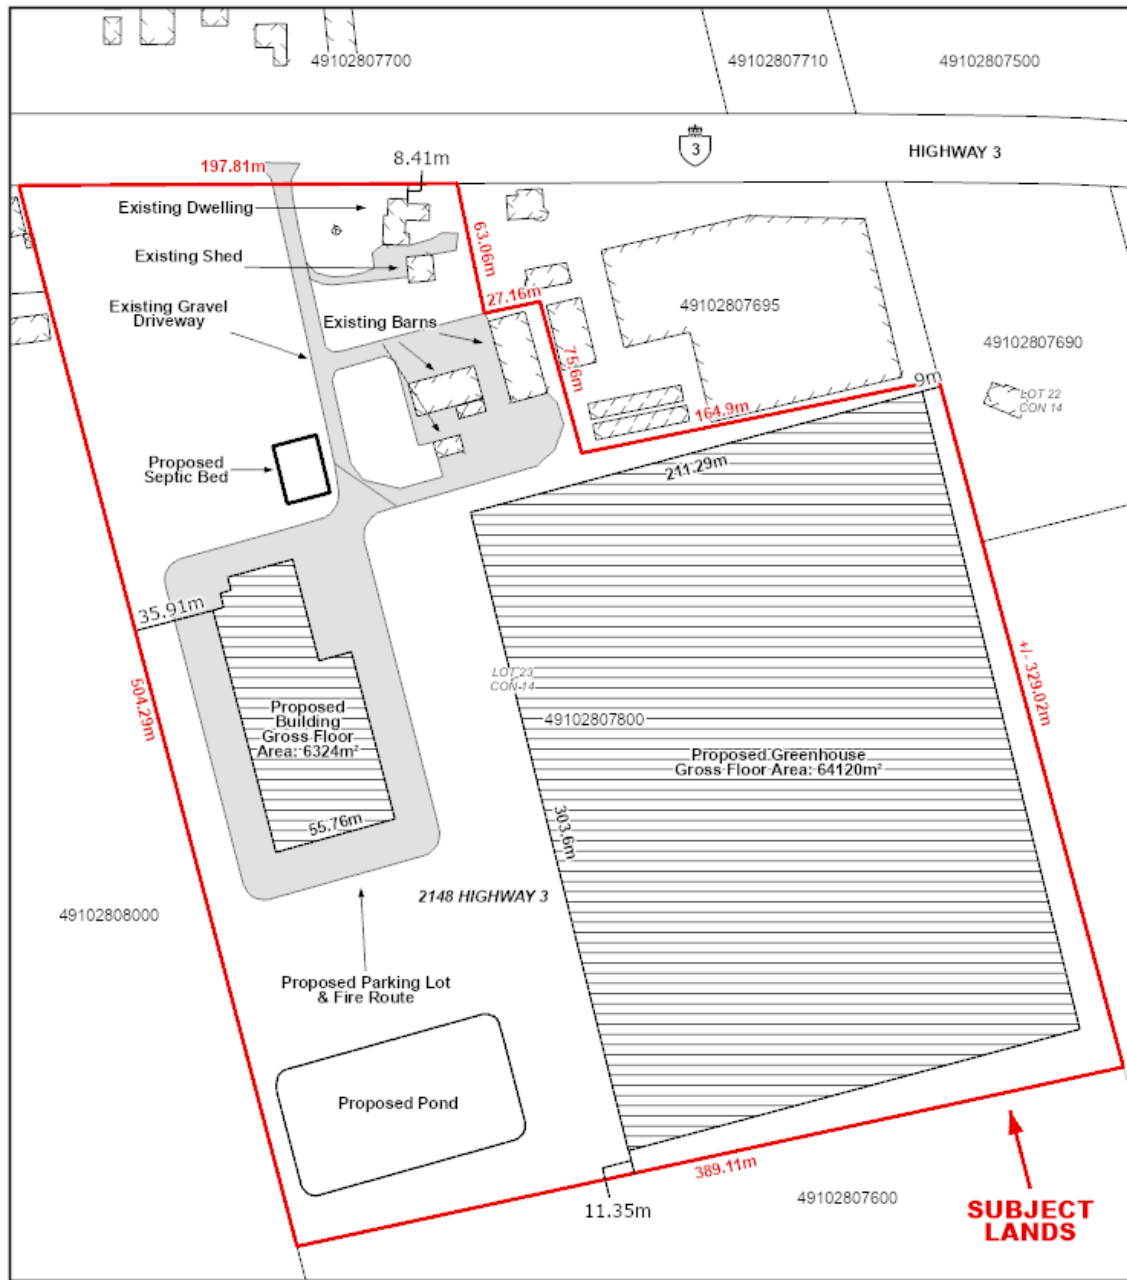 49102807700
49102807710
49102807500
3
HIGHWAY 3
197.81m
8.41m
Existing Dwelling
Existing Shed
63.06m
27.16m
Existing Gravel
Driveway
Existing Barns
75.6m
49102807695
49102807690
9m
LOT 22
CON 14
164.9m
211.29m
Proposed
Septic Bed
35.91m
LOT 23
CON 14
+/- 329.02m
504.29m
Proposed
Building
Gross Floor
Area: 6324m²
49102807800
Proposed Greenhouse
Gross Floor Area: 64120m²
55.76m
303.6m
2148 HIGHWAY 3
49102808000
Proposed Parking Lot
& Fire Route
Proposed Pond
389.11m
11.35m
49102807600
SUBJECT
LANDS